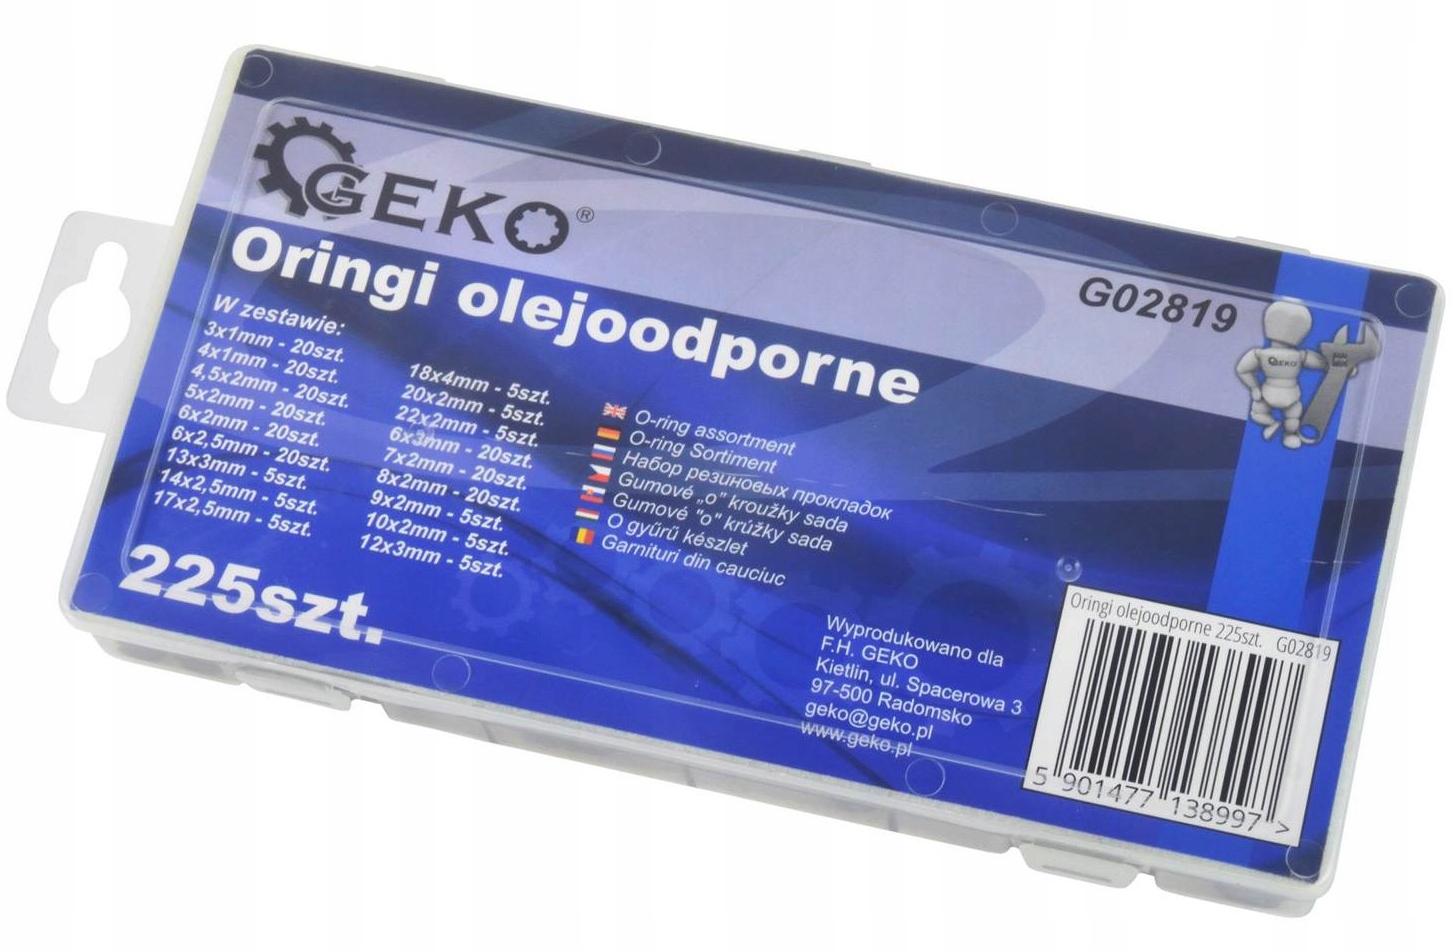 GEKO®
Oringi olejoodporne
G02819
GEKO
W zestawie:
3x1mm - 20szt.
4x1mm - 20szt.
4,5x2mm - 20szt.
5x2mm - 20szt.
6x2mm - 20szt.
6x2,5mm - 20szt.
13x3mm - 5szt.
14x2,5mm - 5szt.
17x2,5mm - 5szt.
18x4mm - 5szt.
20x2mm - 5szt.
22x2mm - 5szt.
6x3mm - 20szt.
7x2mm - 20szt.
8x2mm - 20szt.
9x2mm - 5szt.
10x2mm - 5szt.
12x3mm - 5szt.
O-ring assortment
O-ring Sortiment
Набор резиновых прокладок
Gumové „o" kroužky sada
Gumové "o" krúžky sada
O gyűrű készlet
Garnituri din cauciuc
225szt.
Wyprodukowano dla
F.H. GEKO
Kietlin, ul. Spacerowa 3
97-500 Radomsko
geko@geko.pl
www.geko.pl
Oringi olejoodporne 225szt. G02819
5 901477 138997 >